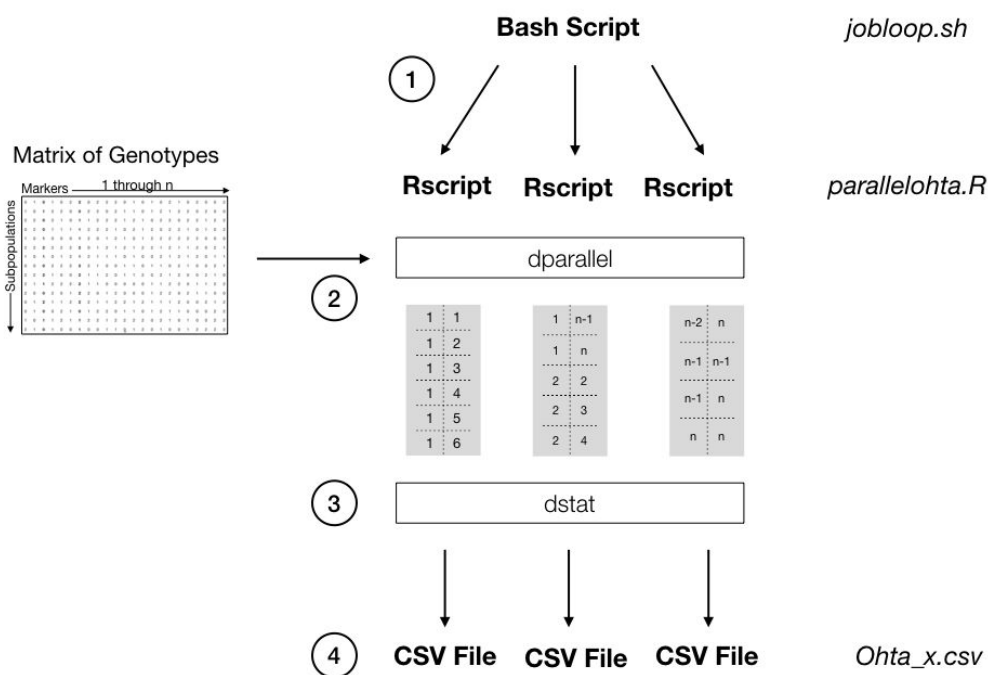 Bash Script
jobloop.sh
1
Matrix of Genotypes
Markers 1 through n
Subpopulations
Rscript Rscript Rscript
parallelohta.R
dparallel
2
1 1
1 2
1 3
1 4
1 5
1 6
1 n-1
1 n
2 2
2 3
2 4
n-2 n
n-1 n-1
n-1 n
n n
3
dstat
4
CSV File CSV File CSV File
Ohta_x.csv